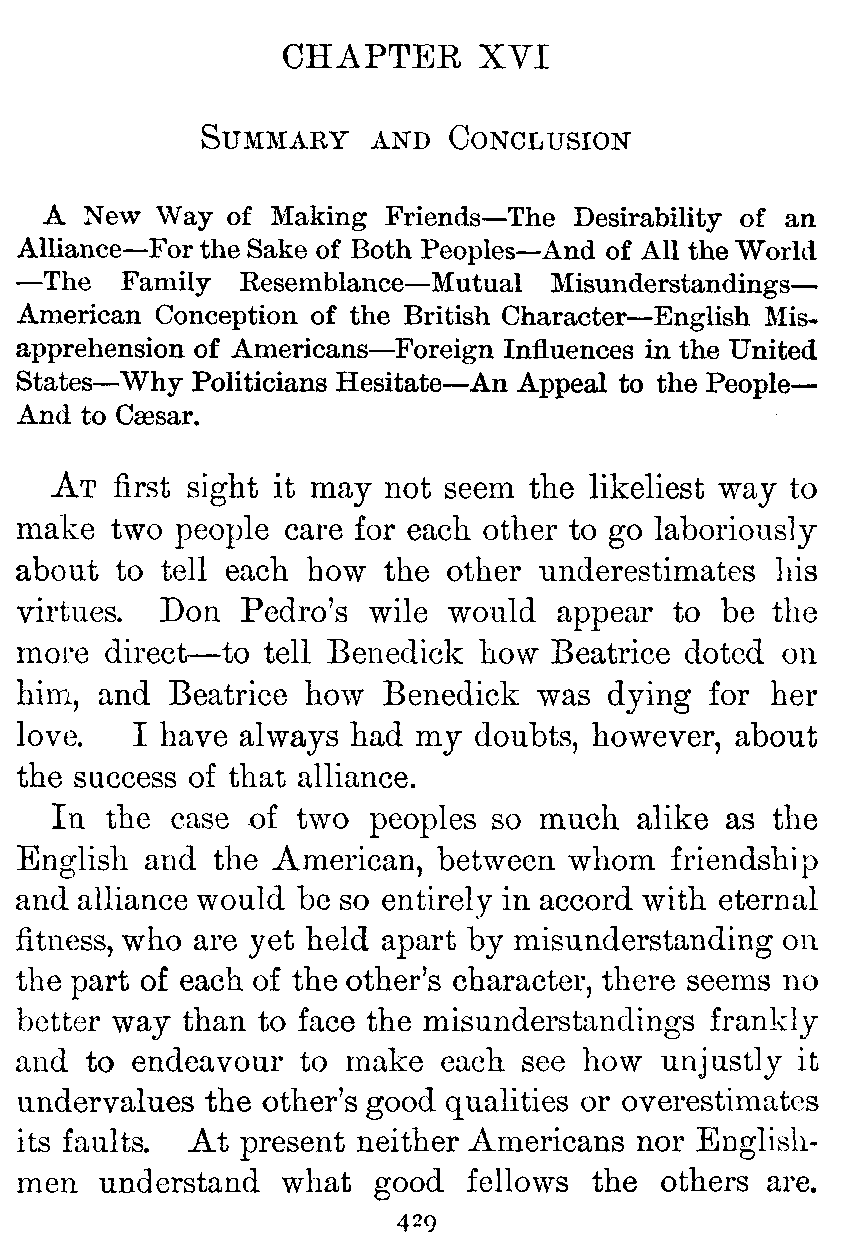 CHAPTER XVI
SUMMARY AND CONCLUSION
A New Way of Making Friends—The Desirability of an
Alliance—For the Sake of Both Peoples—And of All the World
—The Family Resemblance—Mutual Misunderstandings—
American Conception of the British Character—English Mis-
apprehension of Americans—Foreign Influences in the United
States—Why Politicians Hesitate—An Appeal to the People—
And to Cæsar.
AT first sight it may not seem the likeliest way to
make two people care for each other to go laboriously
about to tell each how the other underestimates his
virtues. Don Pedro's wile would appear to be the
more direct—to tell Benedick how Beatrice doted on
him, and Beatrice how Benedick was dying for her
love. I have always had my doubts, however, about
the success of that alliance.
In the case of two peoples so much alike as the
English and the American, between whom friendship
and alliance would be so entirely in accord with eternal
fitness, who are yet held apart by misunderstanding on
the part of each of the other's character, there seems no
better way than to face the misunderstandings frankly
and to endeavour to make each see how unjustly it
undervalues the other's good qualities or overestimates
its faults. At present neither Americans nor English-
men understand what good fellows the others are.
429